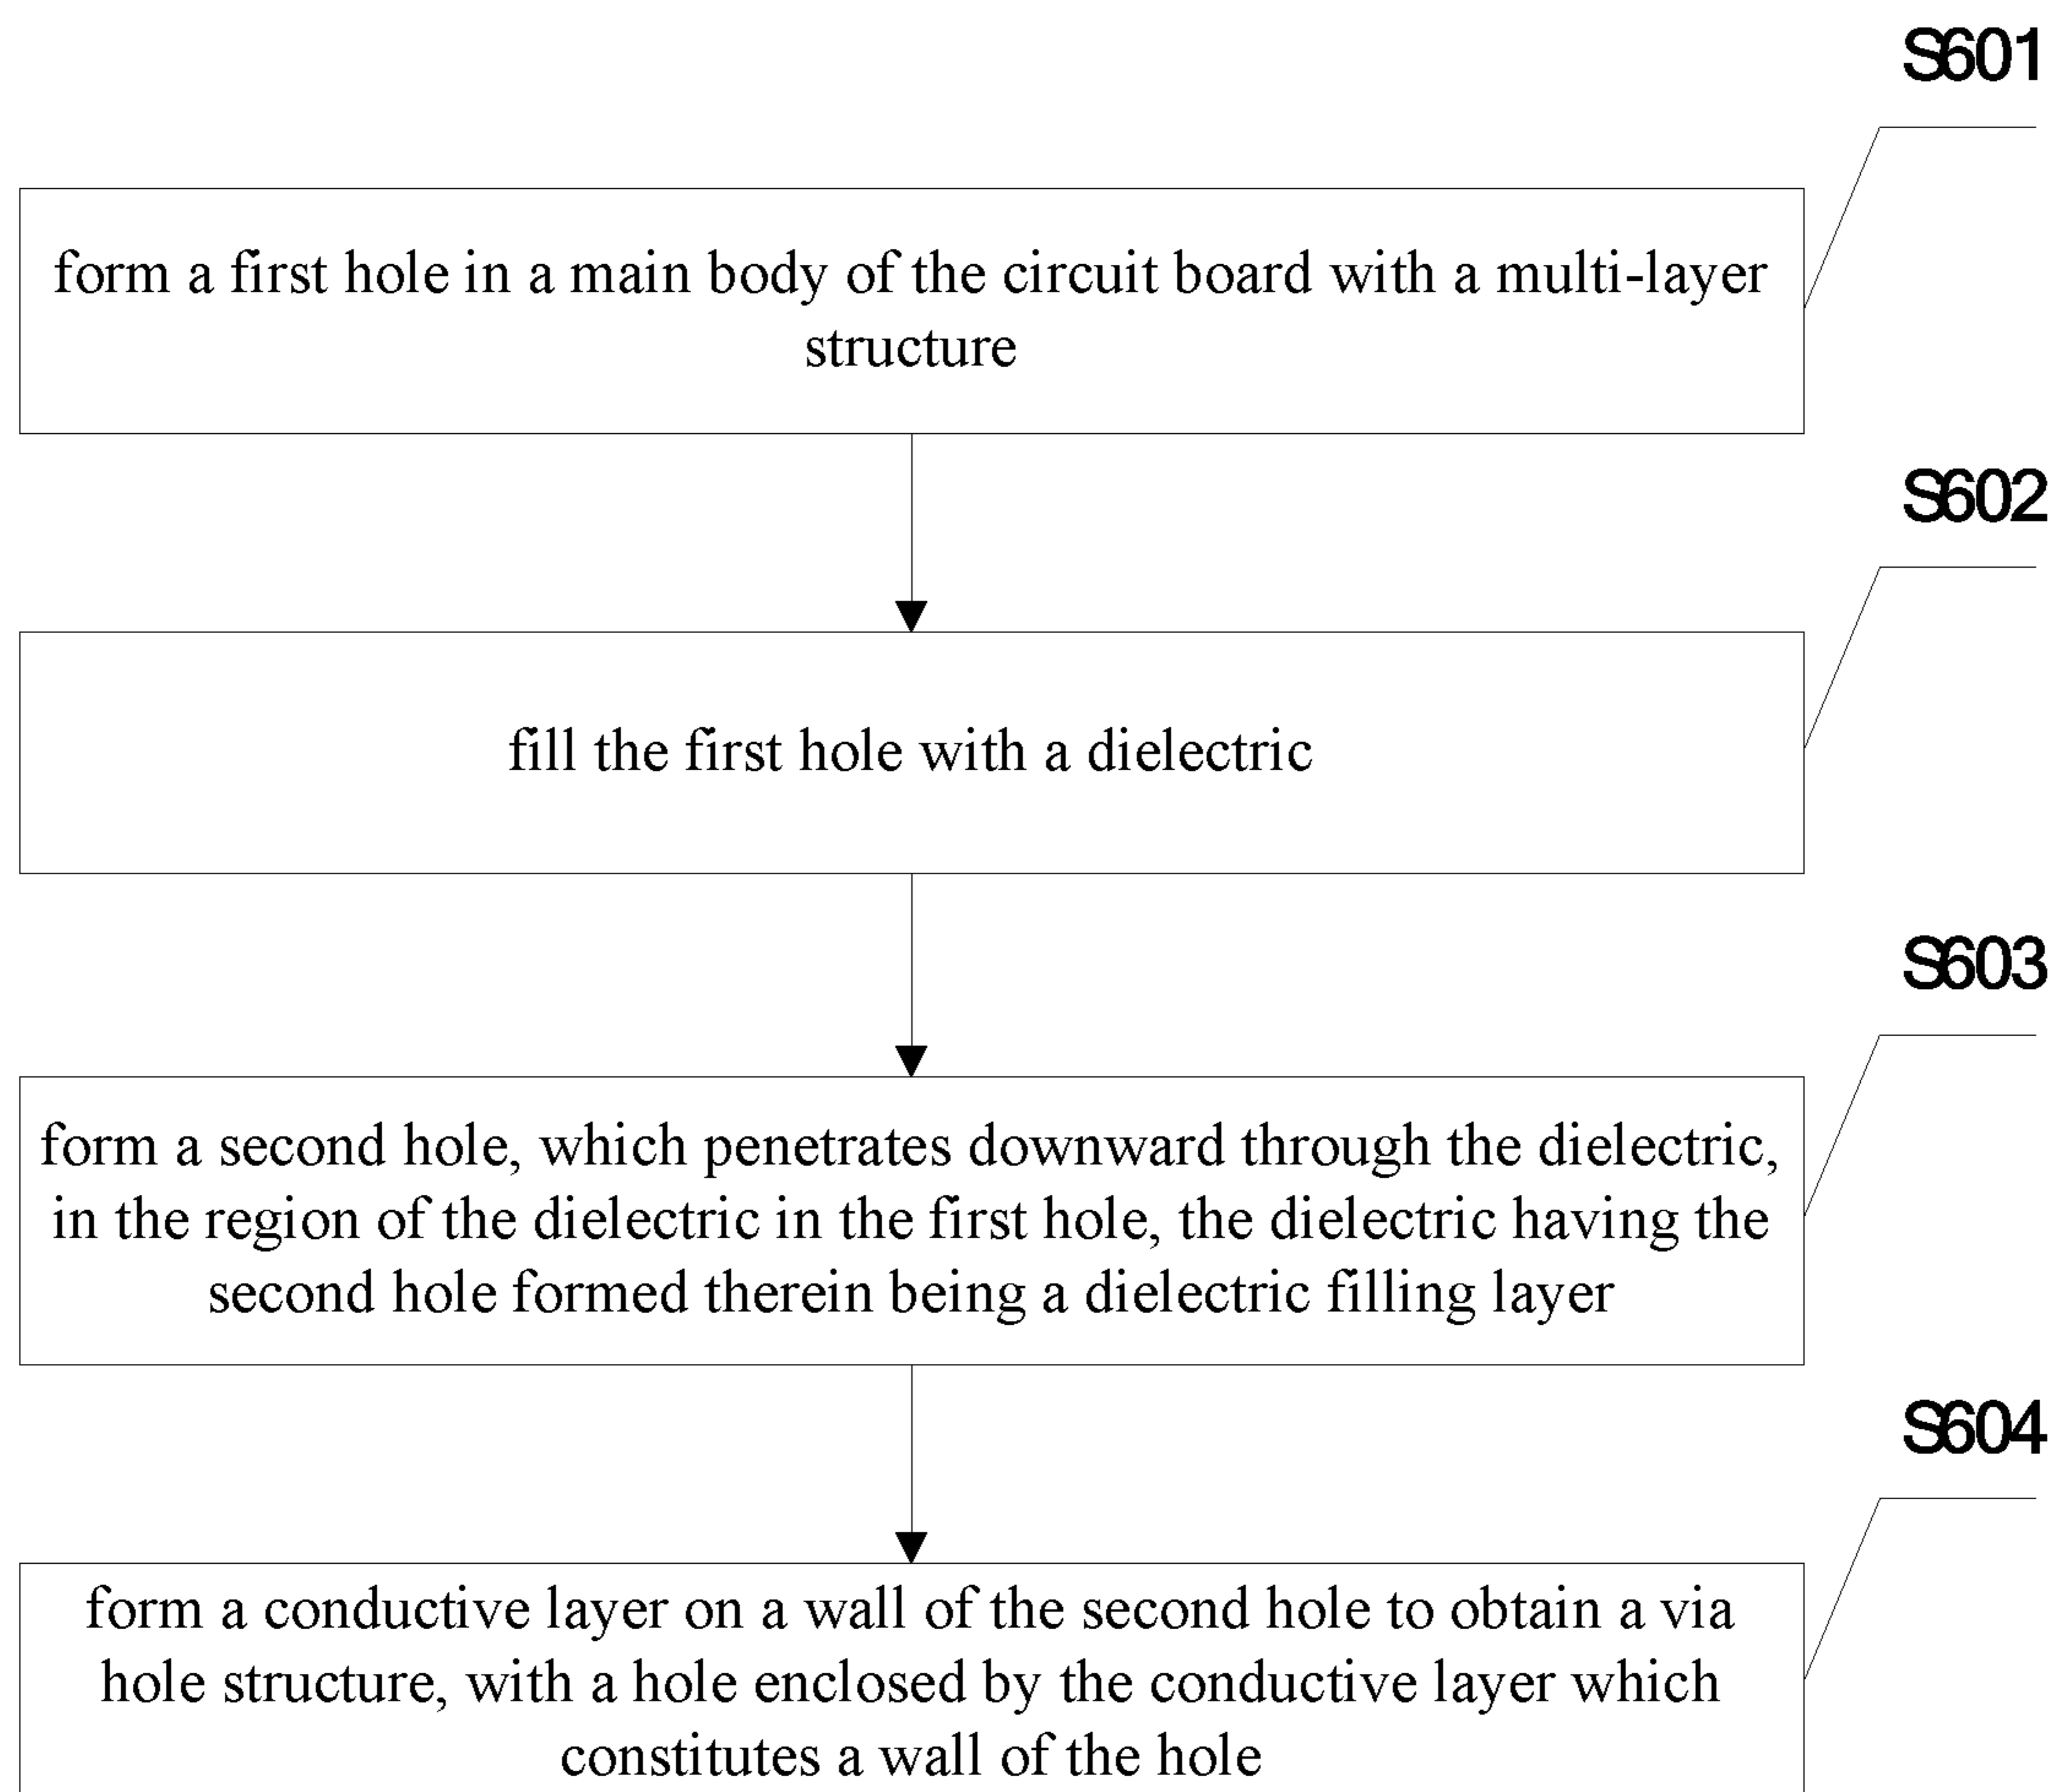 S601
form a first hole in a main body of the circuit board with a multi-layer
structure
S602
fill the first hole with a dielectric
S603
form a second hole, which penetrates downward through the dielectric,
in the region of the dielectric in the first hole, the dielectric having the
second hole formed therein being a dielectric filling layer
S604
form a conductive layer on a wall of the second hole to obtain a via
hole structure, with a hole enclosed by the conductive layer which
constitutes a wall of the hole